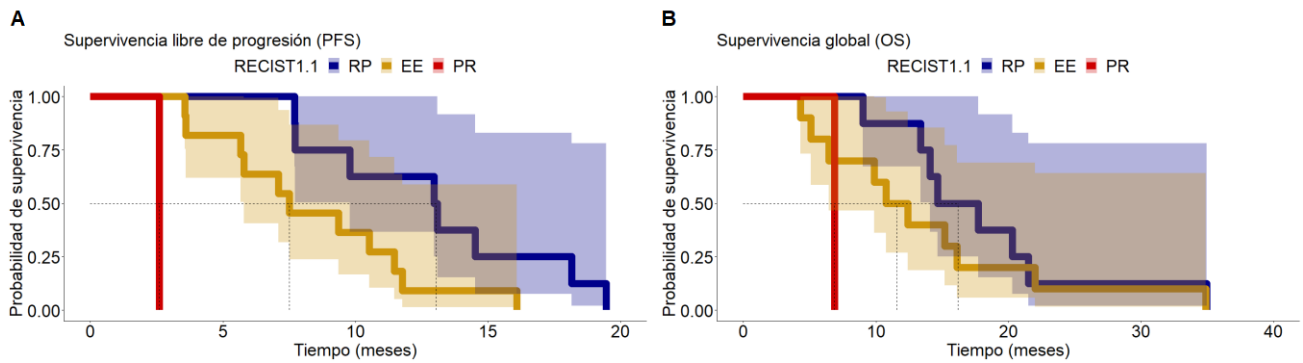 A
Supervivencia libre de progresión (PFS)
RECIST1.1 RP EE PR
Probabilidad de supervivencia
1.00
0.75
0.50
0.25
0.00
0 5 10 15 20
Tiempo (meses)
B
Supervivencia global (OS)
RECIST1.1 RP EE PR
Probabilidad de supervivencia
1.00
0.75
0.50
0.25
0.00
0 10 20 30 40
Tiempo (meses)